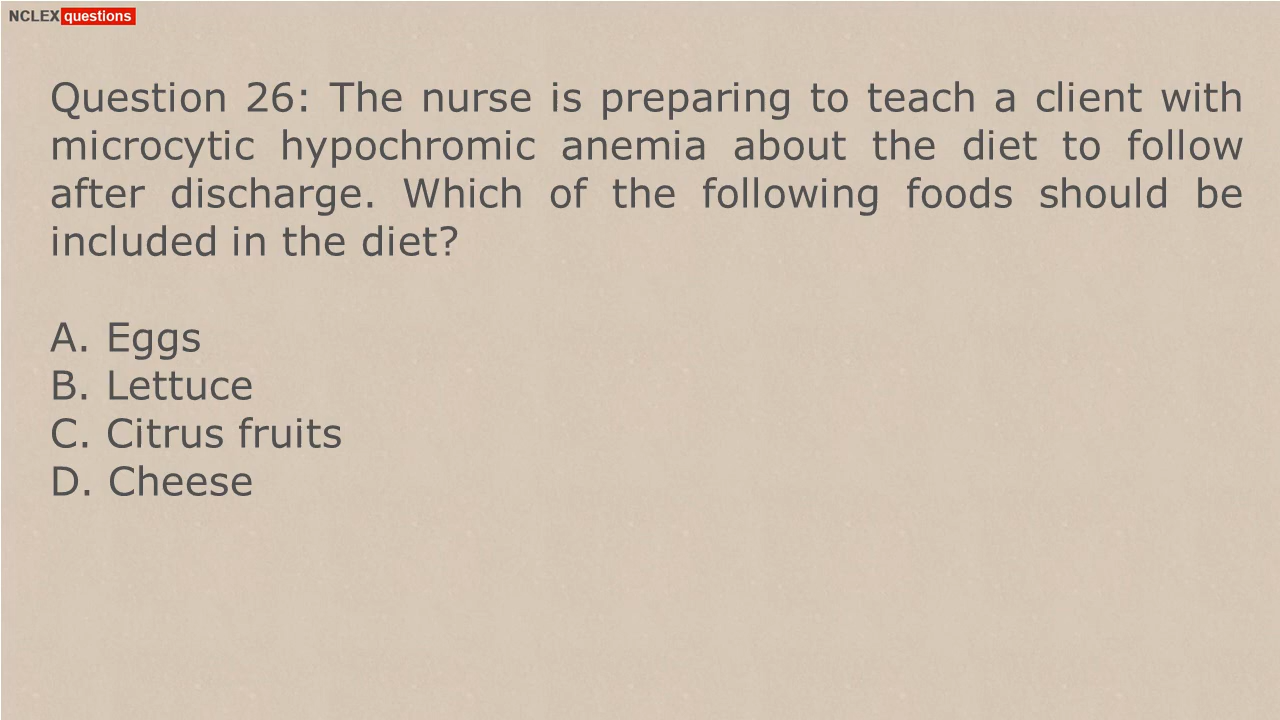 NCLEX questions
Question 26: The nurse is preparing to teach a client with
microcytic hypochromic anemia about the diet to follow
after discharge. Which of the following foods should be
included in the diet?
A. Eggs
B. Lettuce
C. Citrus fruits
D. Cheese